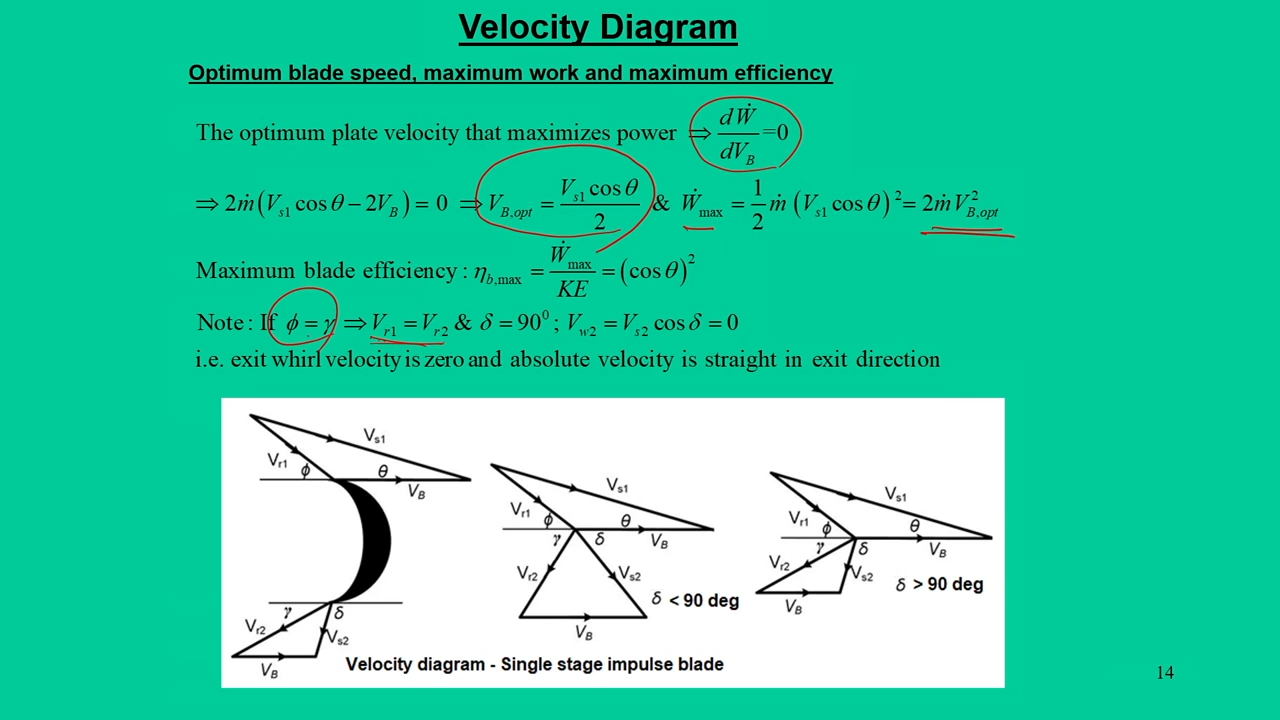 Velocity Diagram
Optimum blade speed, maximum work and maximum efficiency
The optimum plate velocity that maximizes power ⇒ dẆ/dV_B =0
⇒ 2ṁ(V_s1 cos θ − 2V_B) = 0 ⇒ V_B,opt = V_s1 cos θ / 2 & Ẇ_max = 1/2 ṁ (V_s1 cos θ)² = 2ṁV²_B,opt
Maximum blade efficiency : η_b,max = Ẇ_max / KE = (cos θ)²
Note : If ϕ = γ ⇒ V_r1 = V_r2 & δ = 90⁰ ; V_w2 = V_s2 cos δ = 0
i.e. exit whirl velocity is zero and absolute velocity is straight in exit direction
V_s1
V_r1 ϕ θ
V_B
γ δ
V_r2 V_s2
V_B
V_s1
V_r1 ϕ θ
γ δ V_B
V_r2 V_s2
δ < 90 deg
V_B
V_s1
V_r1 ϕ θ
γ δ V_B
V_r2 V_s2
δ > 90 deg
V_B
Velocity diagram - Single stage impulse blade
14